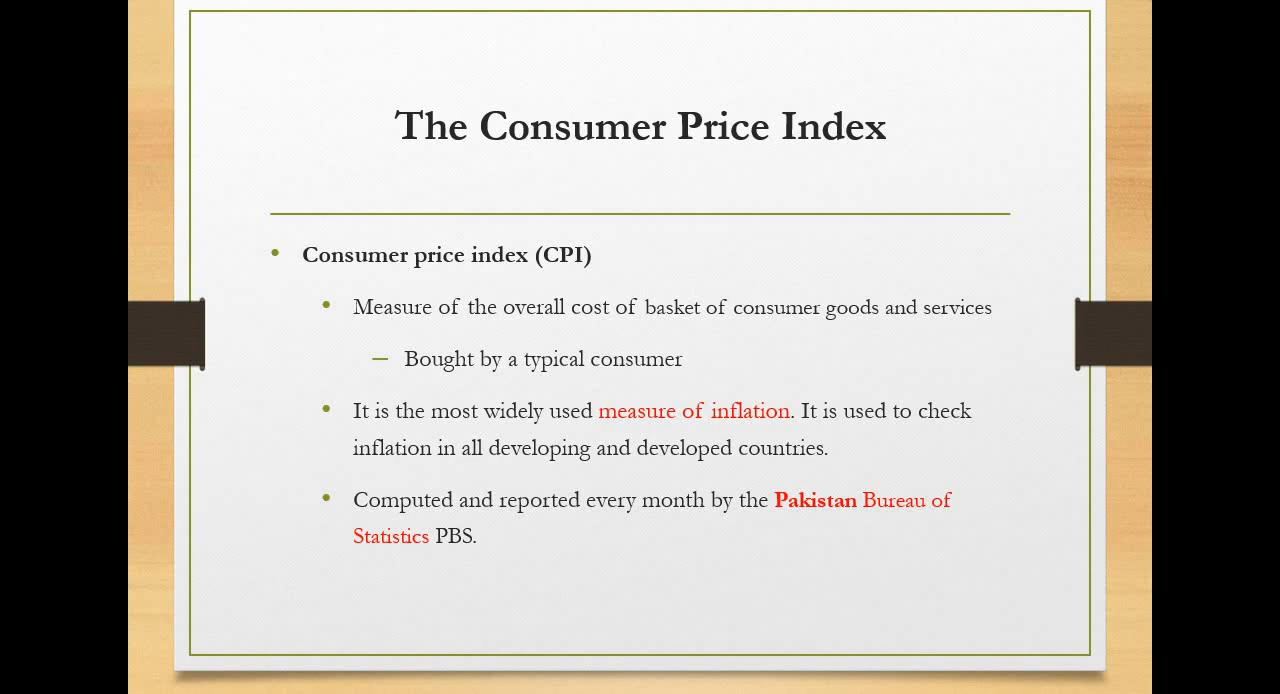 The Consumer Price Index
• Consumer price index (CPI)
• Measure of the overall cost of basket of consumer goods and services
– Bought by a typical consumer
• It is the most widely used measure of inflation. It is used to check
inflation in all developing and developed countries.
• Computed and reported every month by the Pakistan Bureau of
Statistics PBS.